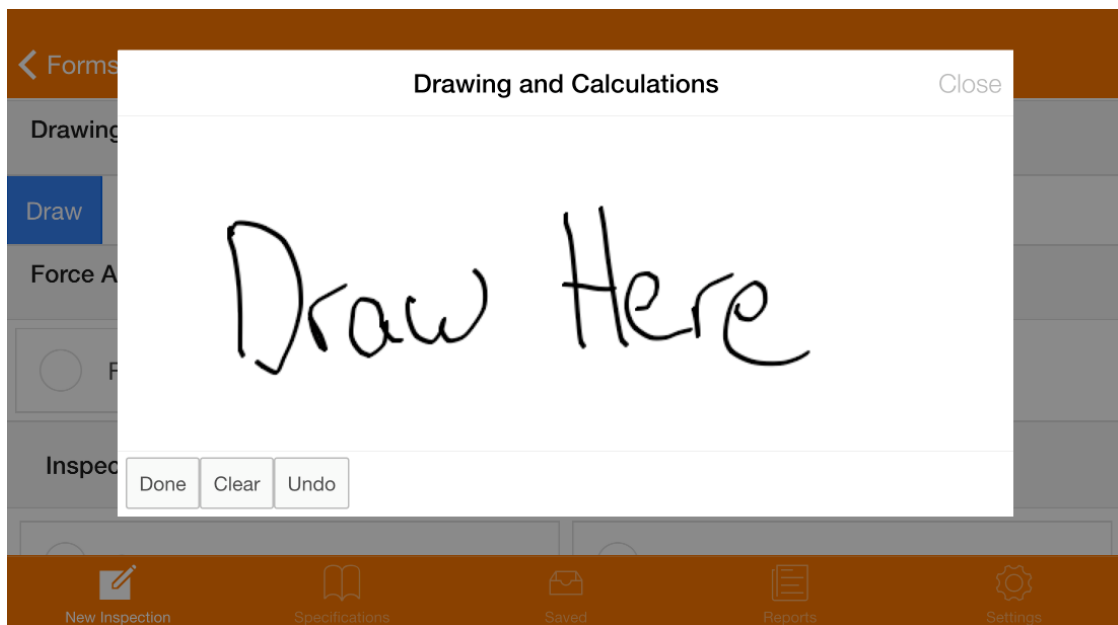 Forms
Drawing and Calculations Close
Drawing
Draw
Draw Here
Force A
F
Inspec
Done Clear Undo
New Inspection Specifications Saved Reports Settings